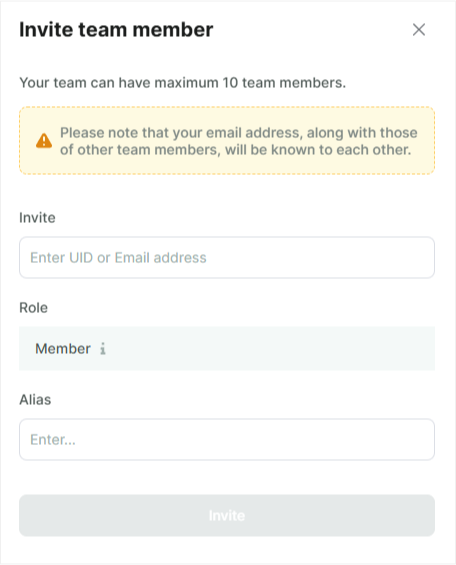 Invite team member
Your team can have maximum 10 team members.
Please note that your email address, along with those
of other team members, will be known to each other.
Invite
Enter UID or Email address
Role
Member
Alias
Enter...
Invite